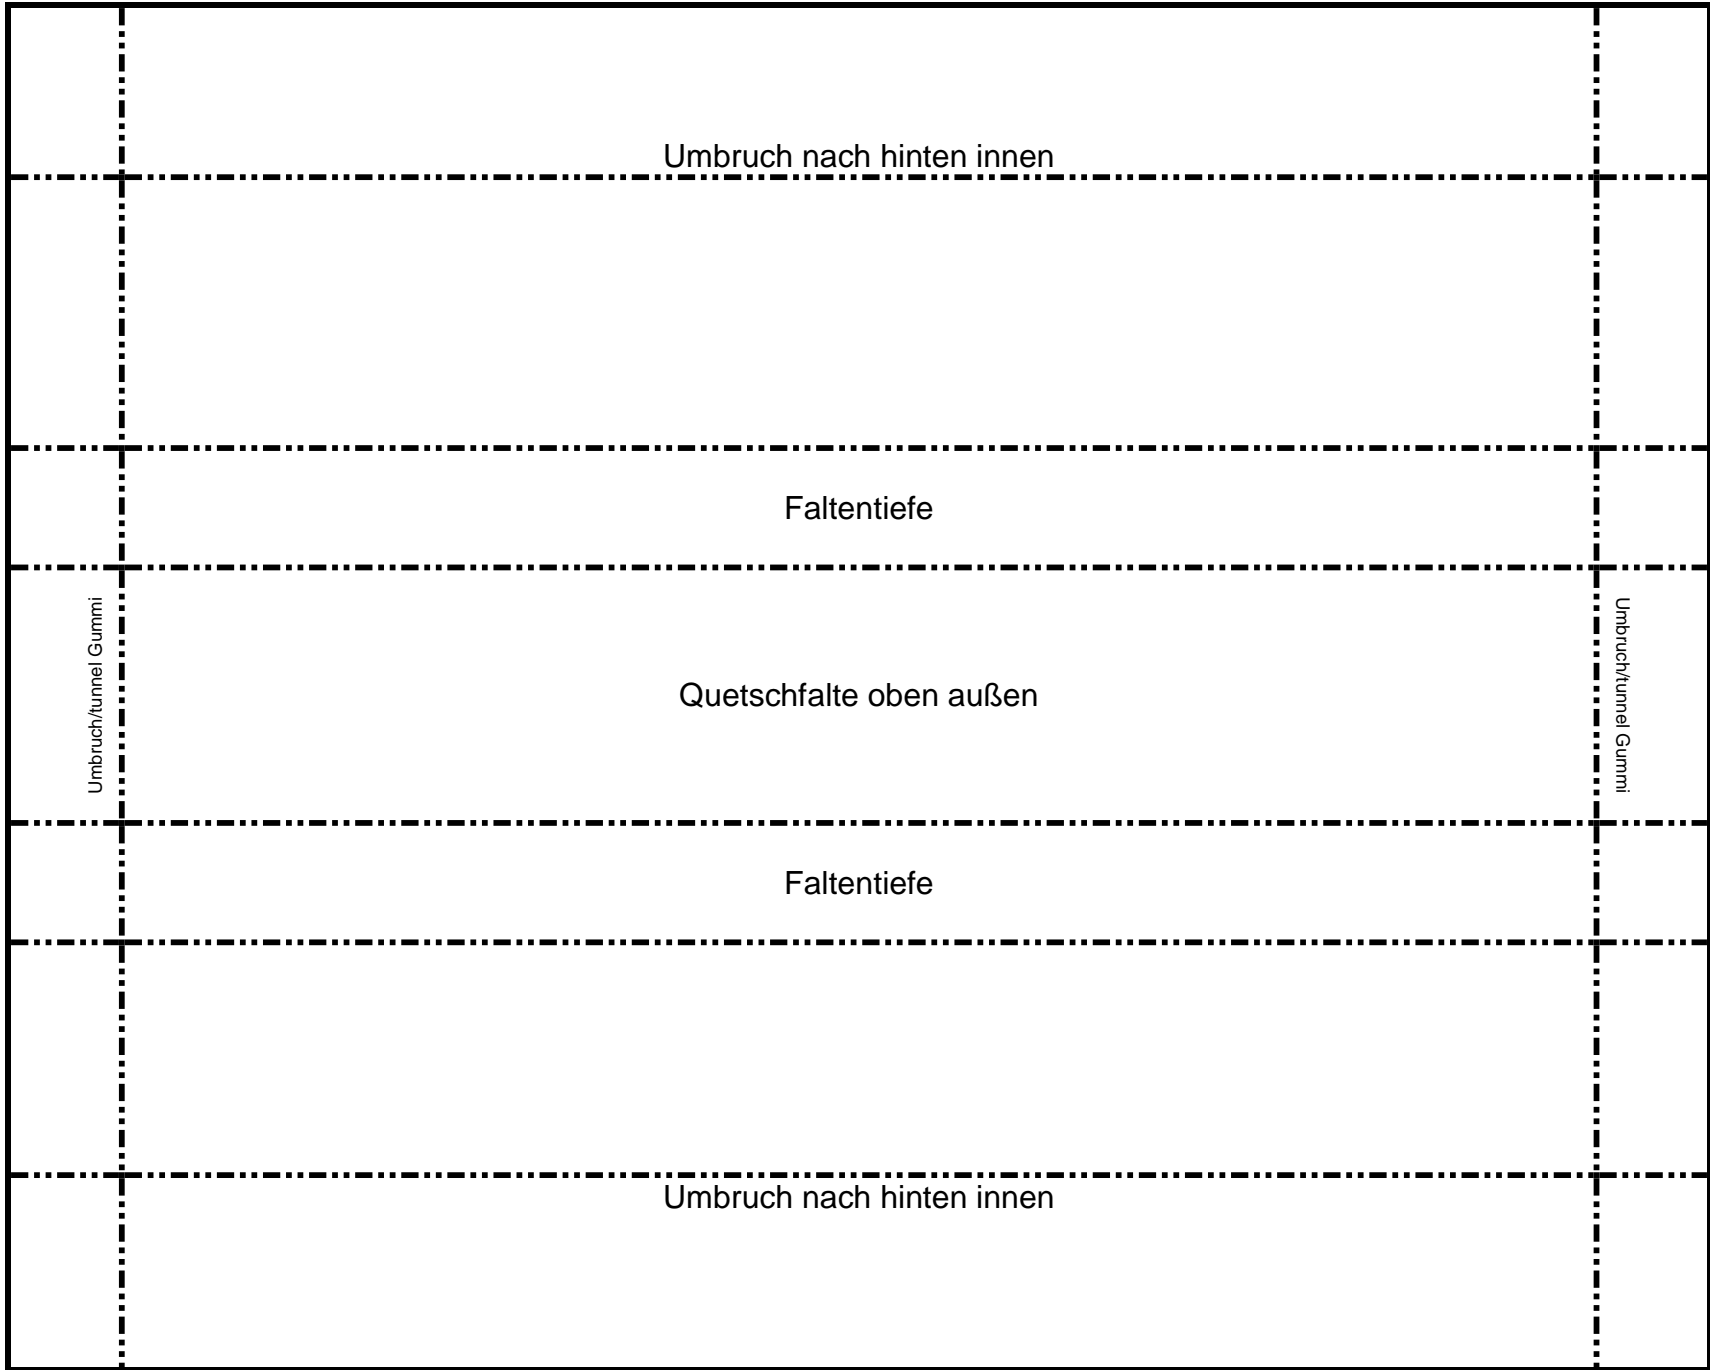 Umbruch nach hinten innen
Faltentiefe
Umbruch/tunnel Gummi
Quetschfalte oben außen
Umbruch/tunnel Gummi
Faltentiefe
Umbruch nach hinten innen